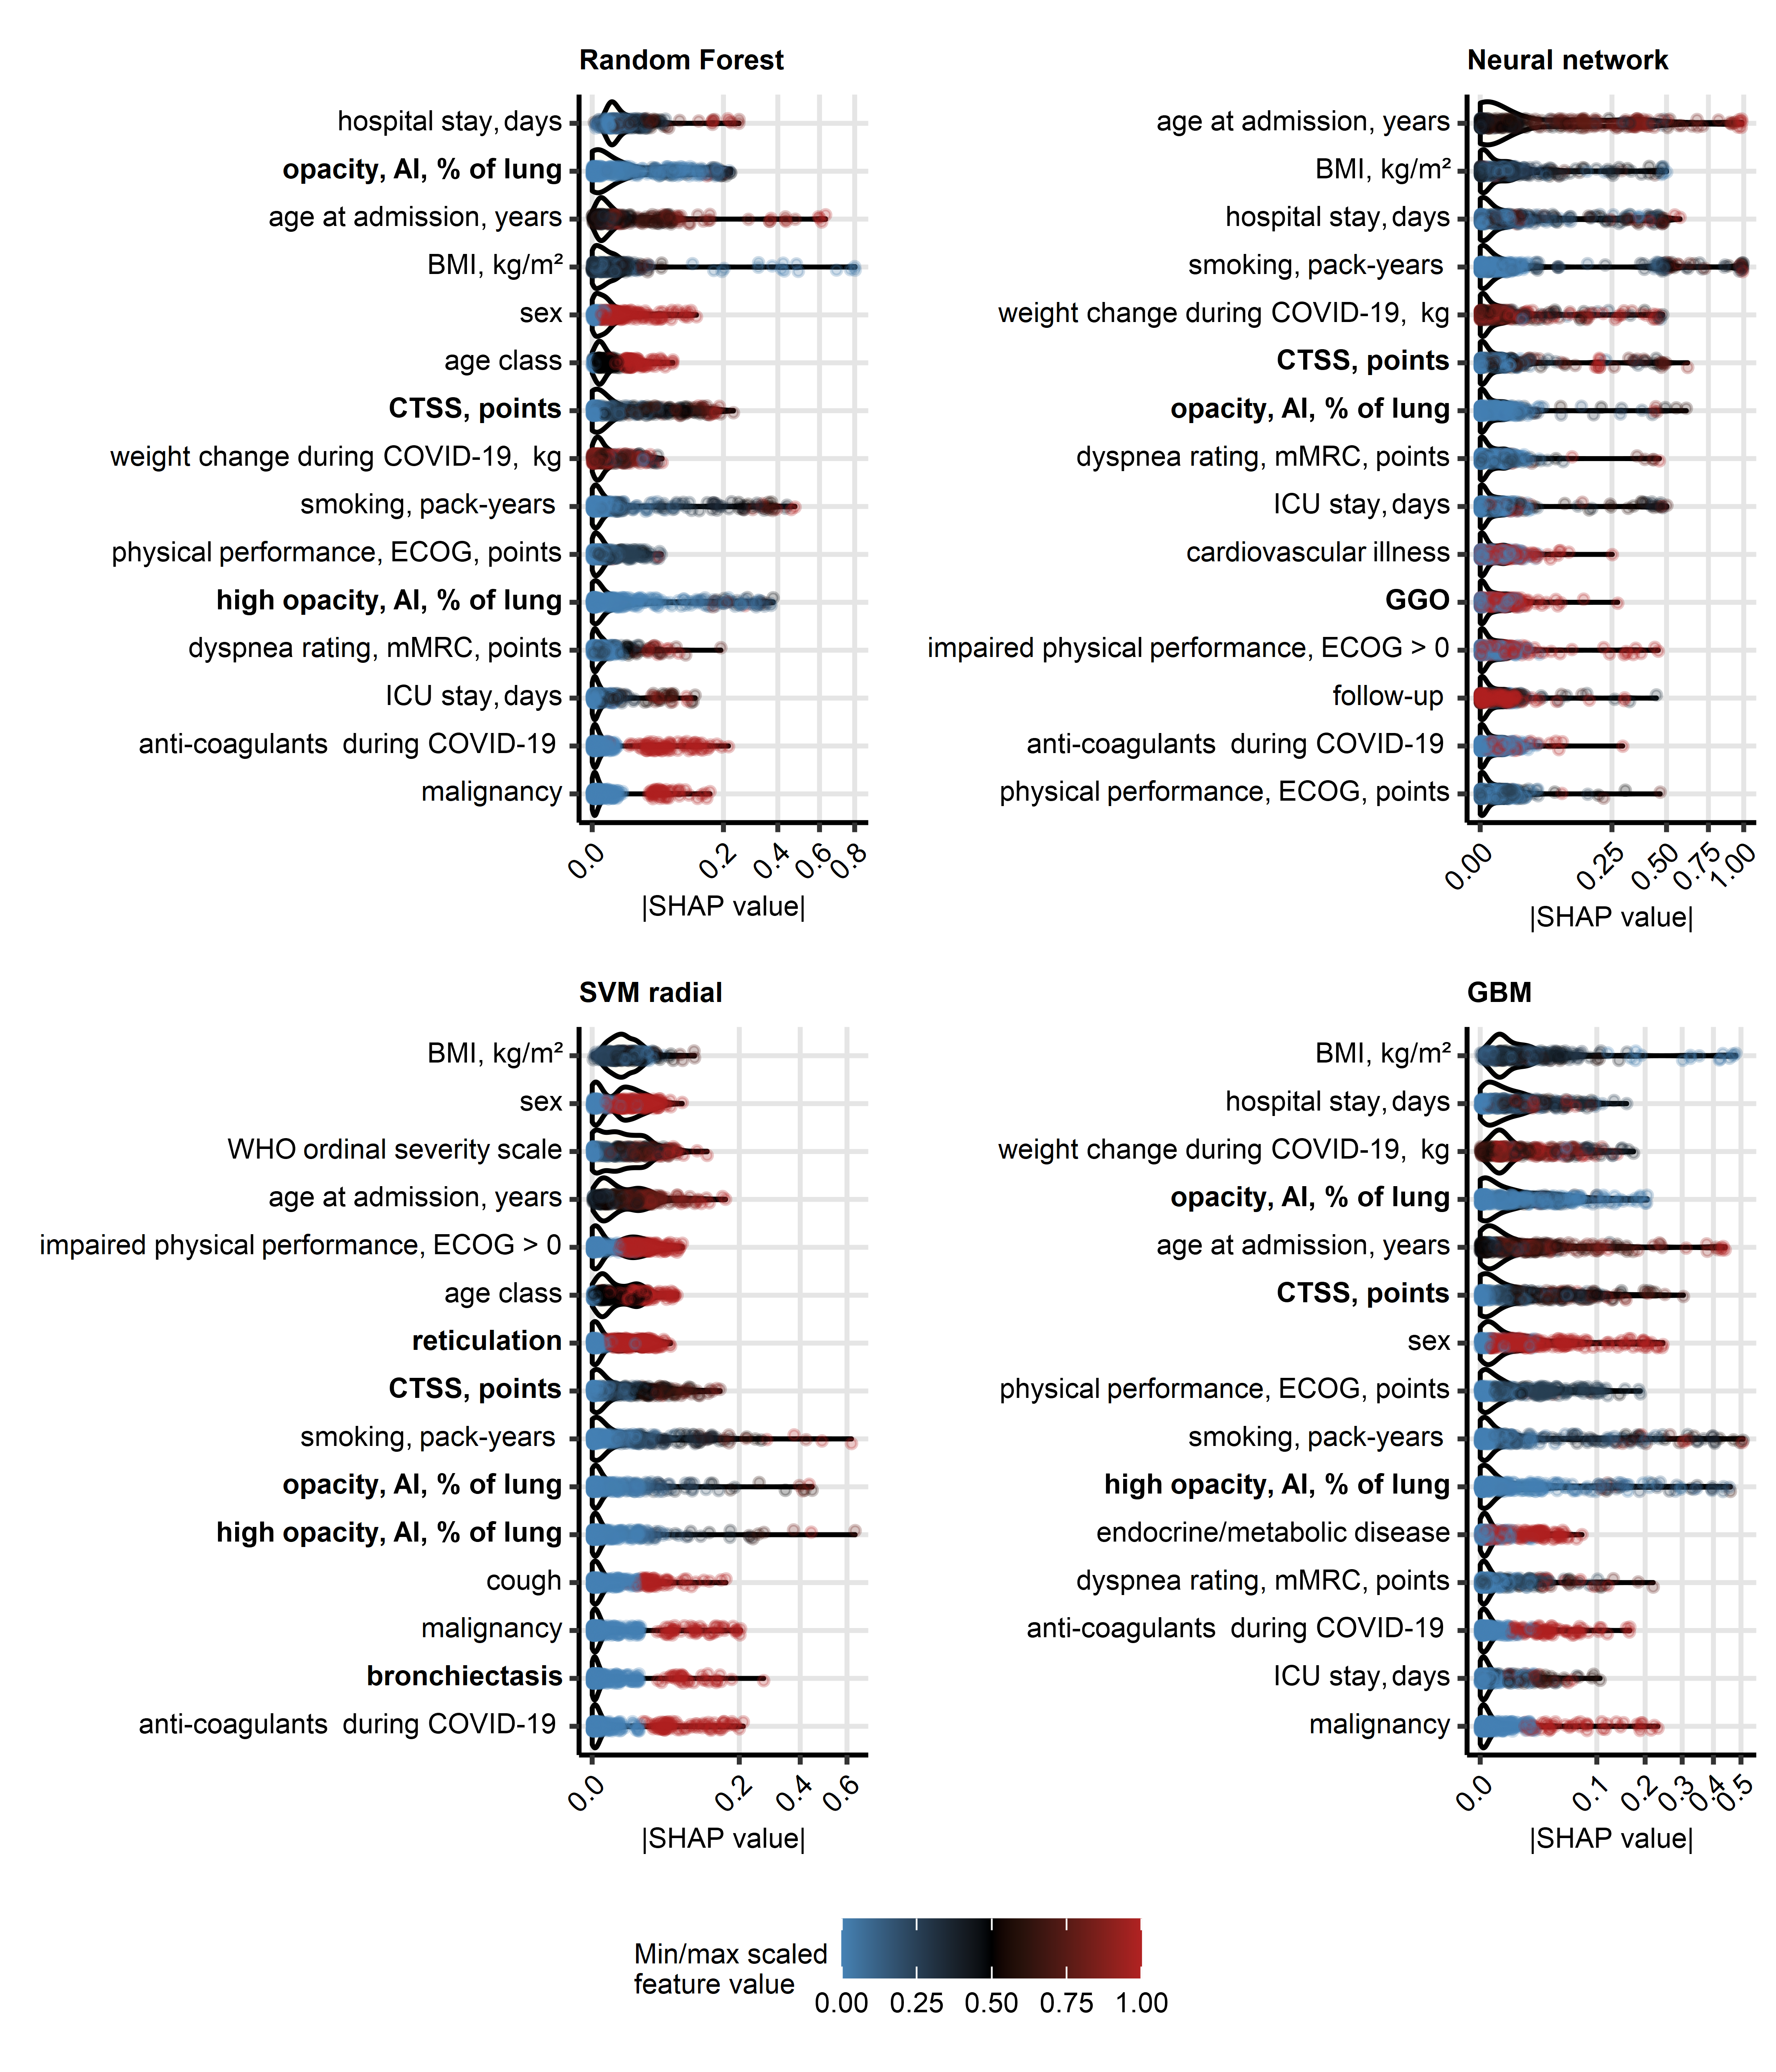 Random Forest
hospital stay, days
opacity, AI, % of lung
age at admission, years
BMI, kg/m²
sex
age class
CTSS, points
weight change during COVID-19, kg
smoking, pack-years
physical performance, ECOG, points
high opacity, AI, % of lung
dyspnea rating, mMRC, points
ICU stay, days
anti-coagulants during COVID-19
malignancy
0.0 0.2 0.4 0.6 0.8
|SHAP value|
Neural network
age at admission, years
BMI, kg/m²
hospital stay, days
smoking, pack-years
weight change during COVID-19, kg
CTSS, points
opacity, AI, % of lung
dyspnea rating, mMRC, points
ICU stay, days
cardiovascular illness
GGO
impaired physical performance, ECOG > 0
follow-up
anti-coagulants during COVID-19
physical performance, ECOG, points
0.00 0.25 0.50 0.75 1.00
|SHAP value|
SVM radial
BMI, kg/m²
sex
WHO ordinal severity scale
age at admission, years
impaired physical performance, ECOG > 0
age class
reticulation
CTSS, points
smoking, pack-years
opacity, AI, % of lung
high opacity, AI, % of lung
cough
malignancy
bronchiectasis
anti-coagulants during COVID-19
0.0 0.2 0.4 0.6
|SHAP value|
GBM
BMI, kg/m²
hospital stay, days
weight change during COVID-19, kg
opacity, AI, % of lung
age at admission, years
CTSS, points
sex
physical performance, ECOG, points
smoking, pack-years
high opacity, AI, % of lung
endocrine/metabolic disease
dyspnea rating, mMRC, points
anti-coagulants during COVID-19
ICU stay, days
malignancy
0.0 0.1 0.2 0.3 0.4 0.5
|SHAP value|
Min/max scaled
feature value
0.00 0.25 0.50 0.75 1.00